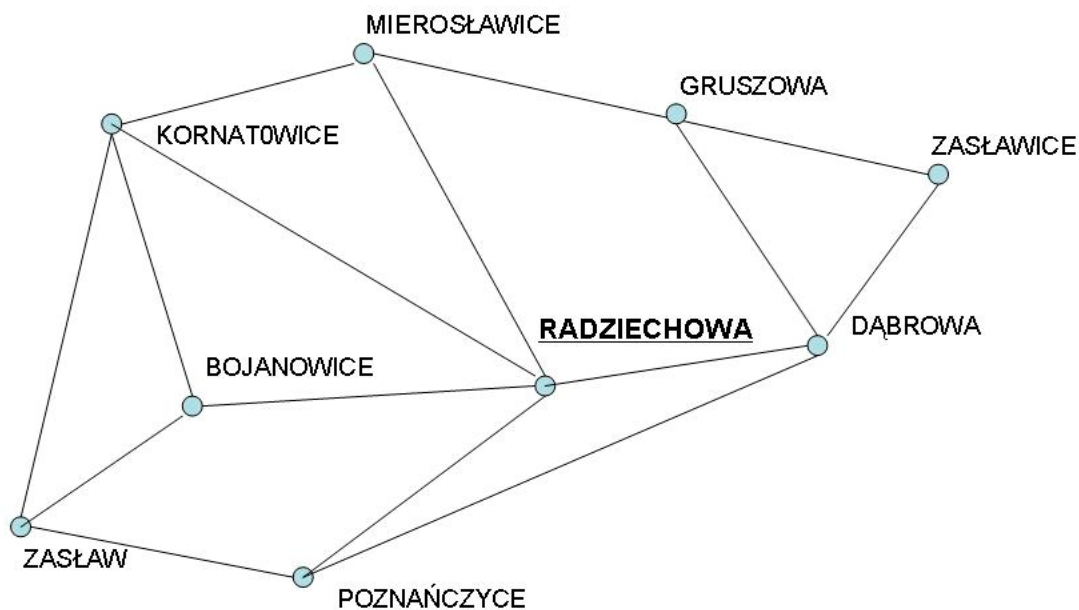 MIEROSŁAWICE
GRUSZOWA
KORNAT0WICE
ZASŁAWICE
RADZIECHOWA
DĄBROWA
BOJANOWICE
ZASŁAW
POZNAŃCZYCE